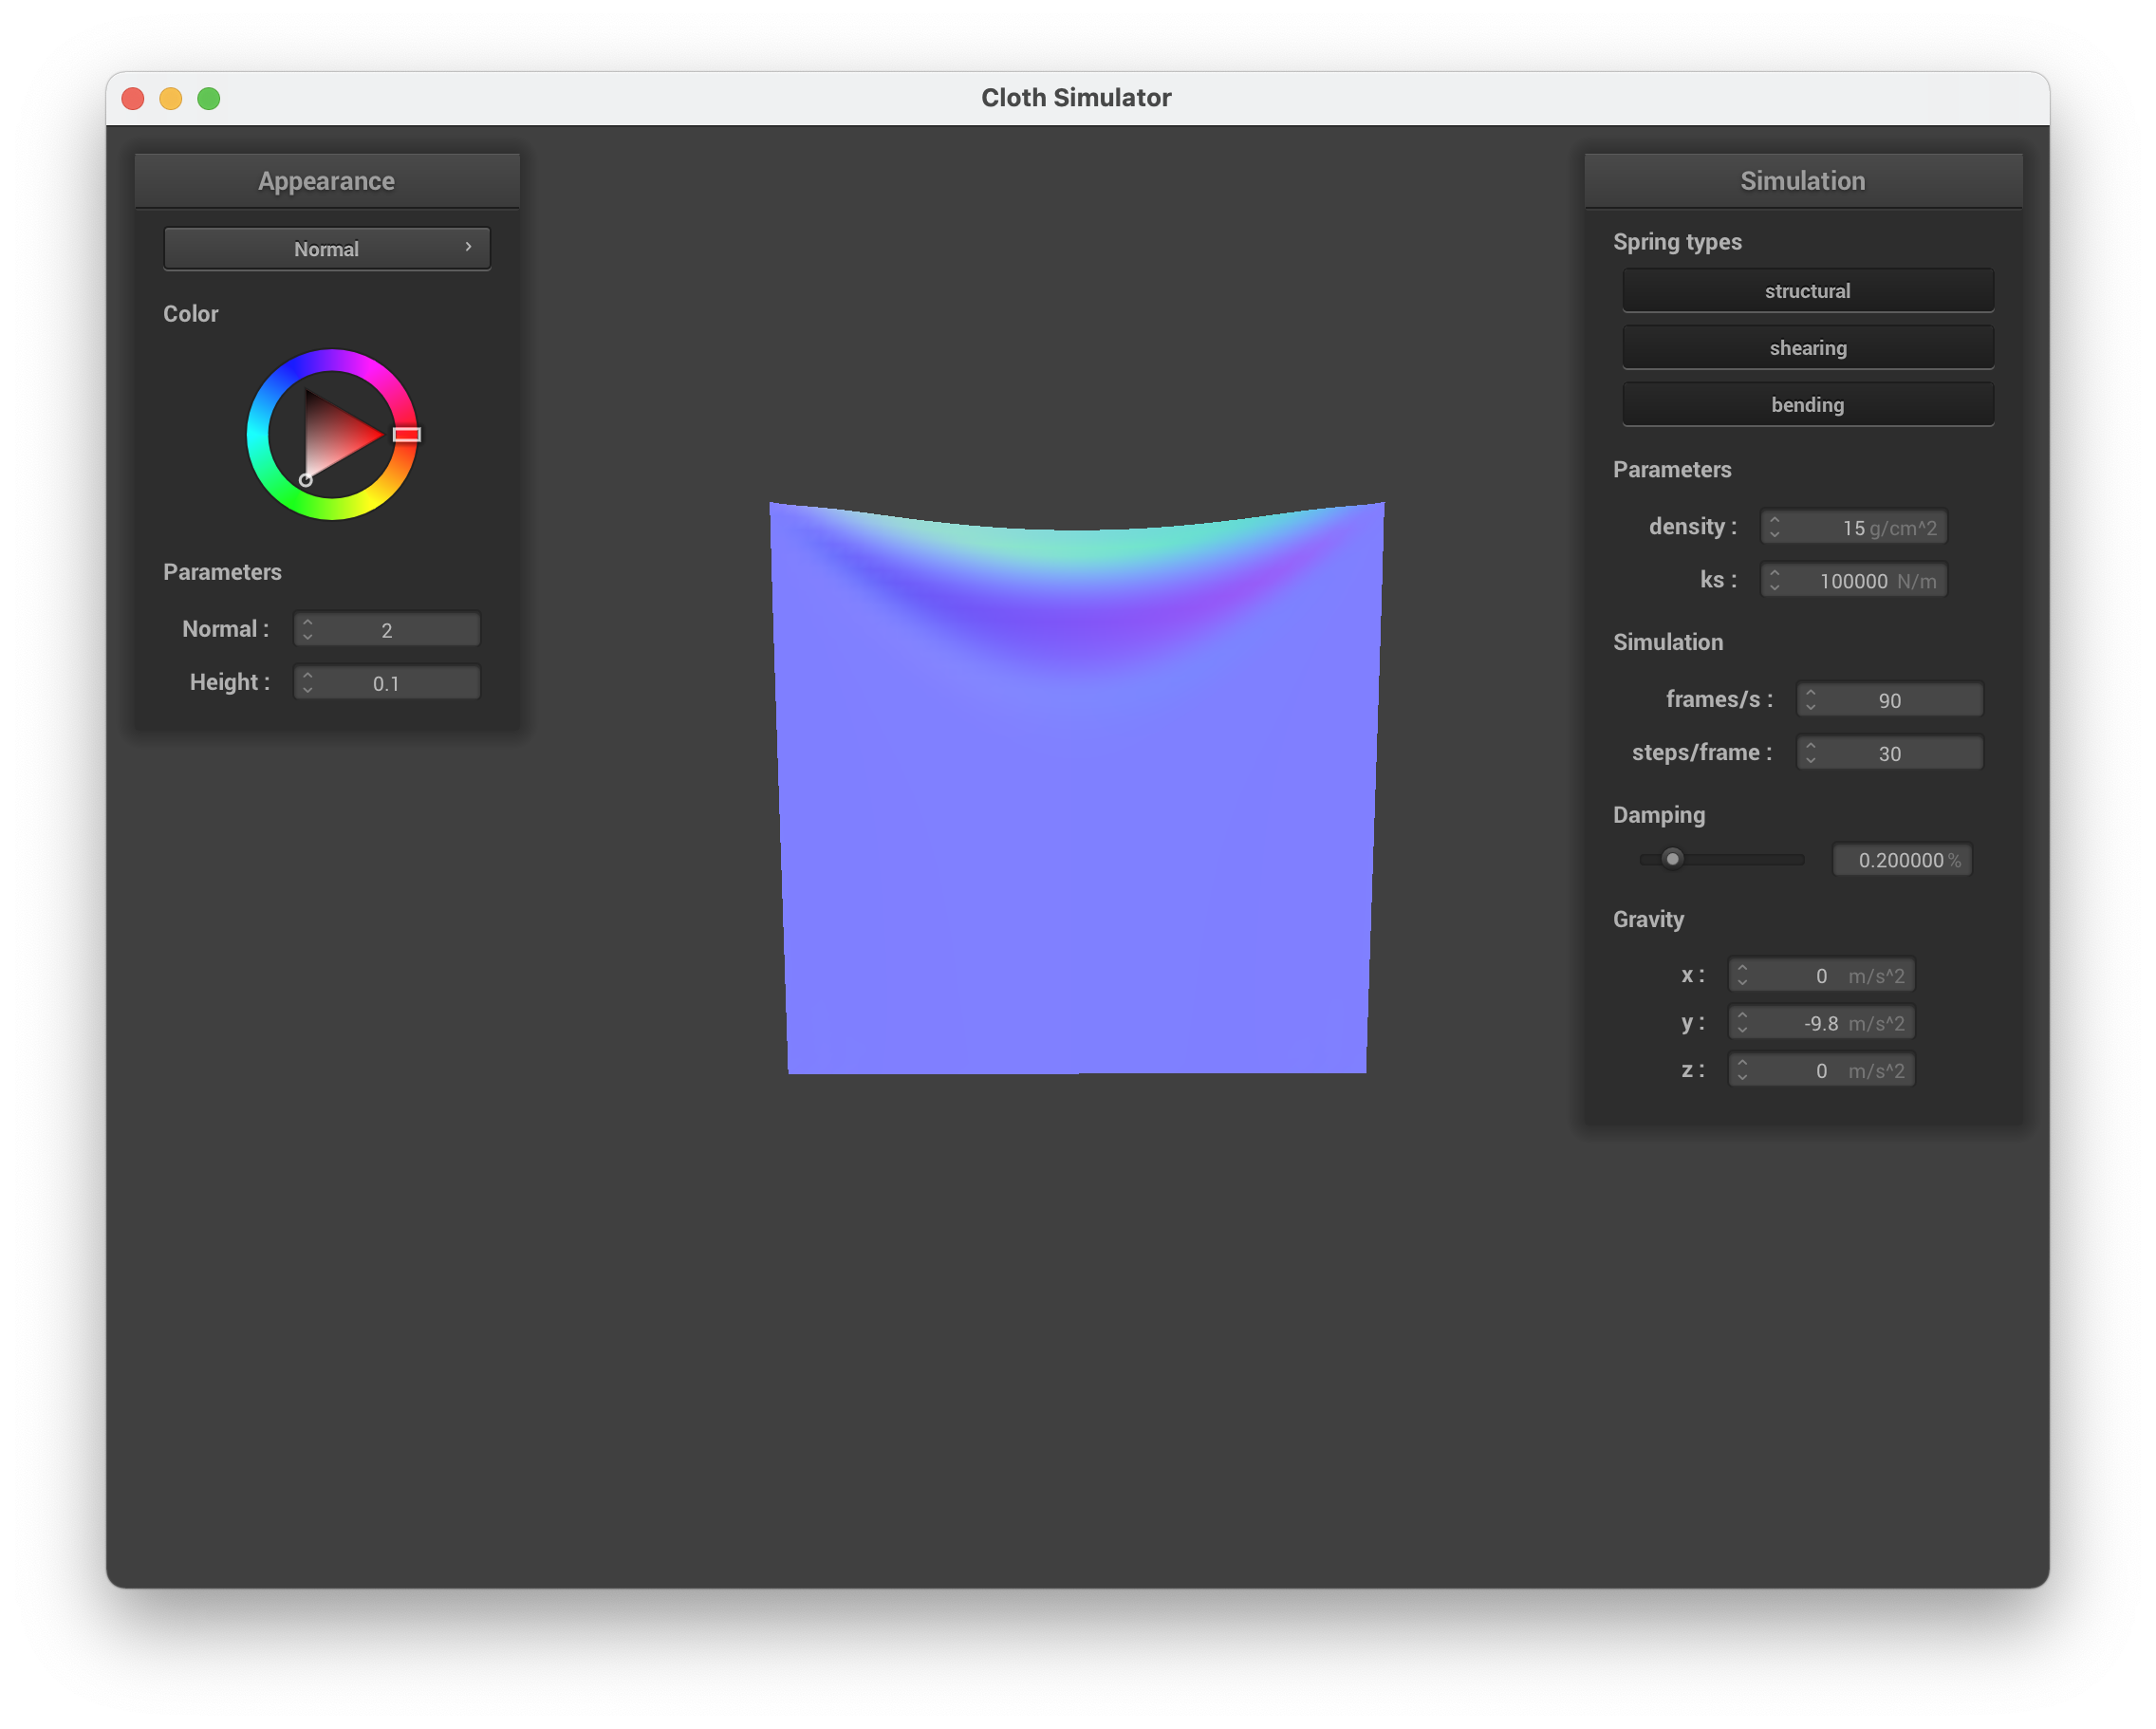 Cloth Simulator
Appearance
Normal
Color
Parameters
Normal : 2
Height : 0.1
Simulation
Spring types
structural
shearing
bending
Parameters
density : 15 g/cm^2
ks : 100000 N/m
Simulation
frames/s : 90
steps/frame : 30
Damping
0.200000 %
Gravity
x : 0 m/s^2
y : -9.8 m/s^2
z : 0 m/s^2